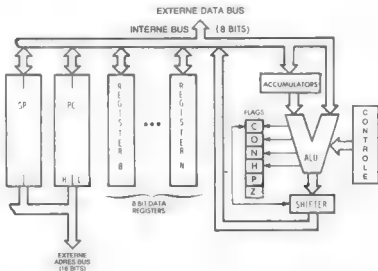 EXTERNE DATA BUS
INTERNE BUS (8 BITS)
ACCUMULATORS
SP
PC
REGISTER 0
REGISTER N
FLAGS
C
O
N
H
P
Z
ALU
CONTROLE
H L
8 BIT DATA
REGISTERS
SHIFTER
EXTERNE
ADRES BUS
(16 BITS)